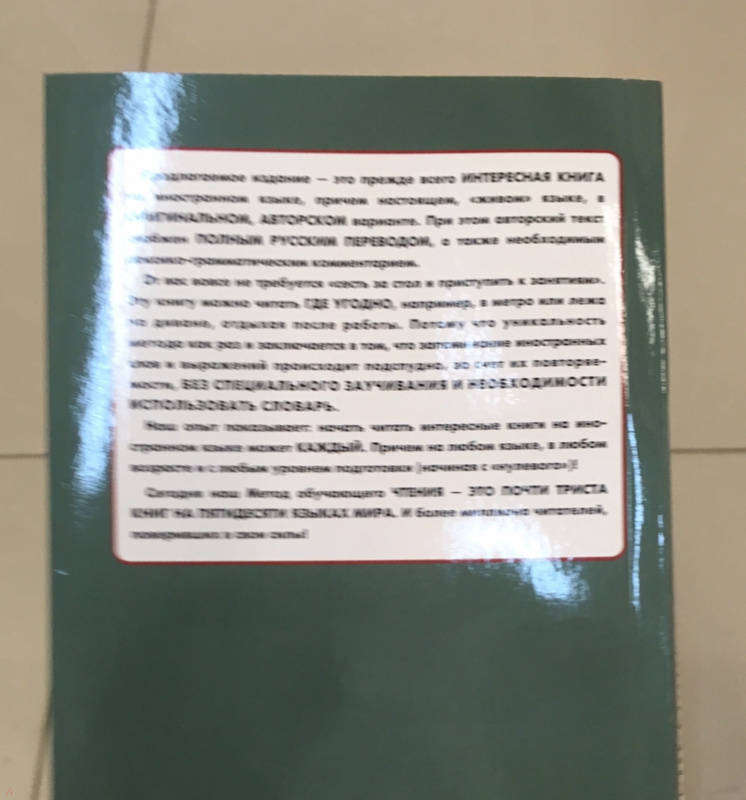 Предлагаемое издание — это прежде всего ИНТЕРЕСНАЯ КНИГА
на иностранном языке, причем настоящем, «живом» языке, в
ОРИГИНАЛЬНОМ, АВТОРСКОМ варианте. При этом авторский текст
снабжен ПОЛНЫМ РУССКИМ ПЕРЕВОДОМ, а также необходимым
лексико-грамматическим комментарием.
От вас вовсе не требуется «сесть за стол и приступить к занятиям».
Эту книгу можно читать ГДЕ УГОДНО, например, в метро или лежа
на диване, отдыхая после работы. Потому что уникальность
метода как раз и заключается в том, что запоминание иностранных
слов и выражений происходит подспудно, за счет их повторяе-
мости, БЕЗ СПЕЦИАЛЬНОГО ЗАУЧИВАНИЯ И НЕОБХОДИМОСТИ
ИСПОЛЬЗОВАТЬ СЛОВАРЬ.
Наш опыт показывает: начать читать интересные книги на ино-
странном языке может КАЖДЫЙ. Причем на любом языке, в любом
возрасте и с любым уровнем подготовки (начиная с «нулевого»)!
Сегодня наш Метод обучающего ЧТЕНИЯ — ЭТО ПОЧТИ ТРИСТА
КНИГ НА ПЯТИДЕСЯТИ ЯЗЫКАХ МИРА. И более миллиона читателей,
поверивших в свои силы!